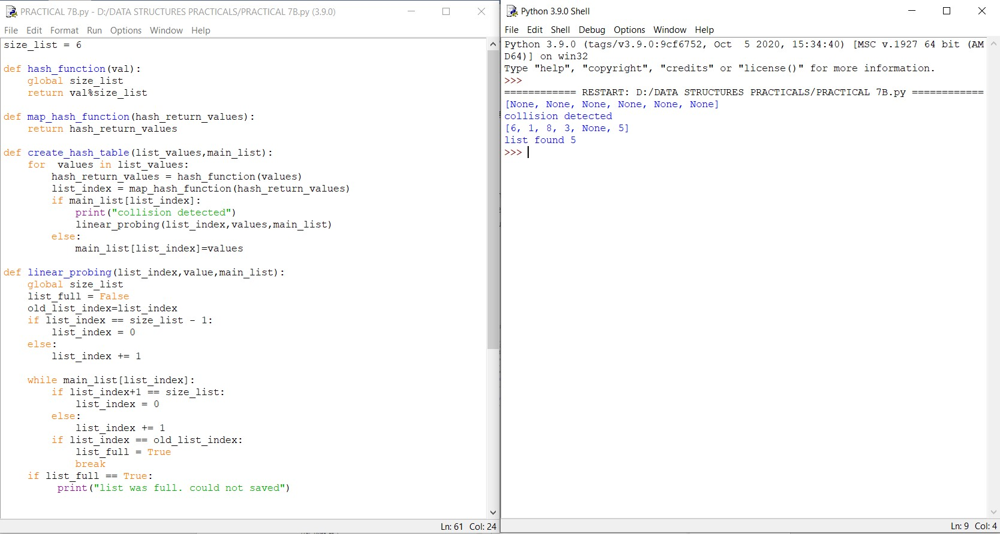 PRACTICAL 7B.py - D:/DATA STRUCTURES PRACTICALS/PRACTICAL 7B.py (3.9.0)
File Edit Format Run Options Window Help
size_list = 6
def hash_function(val):
    global size_list
    return val%size_list
def map_hash_function(hash_return_values):
    return hash_return_values
def create_hash_table(list_values,main_list):
    for  values in list_values:
        hash_return_values = hash_function(values)
        list_index = map_hash_function(hash_return_values)
        if main_list[list_index]:
            print("collision detected")
            linear_probing(list_index,values,main_list)
        else:
            main_list[list_index]=values
def linear_probing(list_index,value,main_list):
    global size_list
    list_full = False
    old_list_index=list_index
    if list_index == size_list - 1:
        list_index = 0
    else:
        list_index += 1
    while main_list[list_index]:
        if list_index+1 == size_list:
            list_index = 0
        else:
            list_index += 1
        if list_index == old_list_index:
            list_full = True
            break
    if list_full == True:
         print("list was full. could not saved")
Ln: 61 Col: 24
Python 3.9.0 Shell
File Edit Shell Debug Options Window Help
Python 3.9.0 (tags/v3.9.0:9cf6752, Oct  5 2020, 15:34:40) [MSC v.1927 64 bit (AM
D64)] on win32
Type "help", "copyright", "credits" or "license()" for more information.
>>>
============ RESTART: D:/DATA STRUCTURES PRACTICALS/PRACTICAL 7B.py ============
[None, None, None, None, None, None]
collision detected
[6, 1, 8, 3, None, 5]
list found 5
>>>
Ln: 9 Col: 4